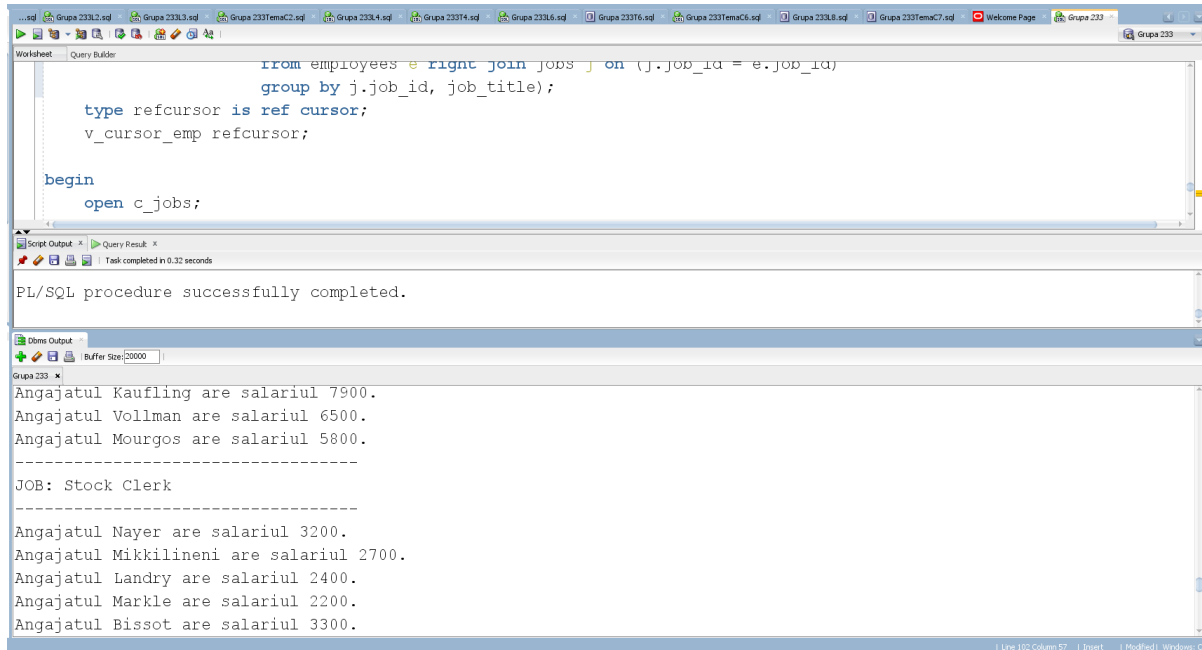 ...sql Grupa 233L2.sql Grupa 233L3.sql Grupa 233TemaC2.sql Grupa 233L4.sql Grupa 233T4.sql Grupa 233L6.sql Grupa 233T6.sql Grupa 233TemaC6.sql Grupa 233L8.sql Grupa 233TemaC7.sql Welcome Page Grupa 233
Grupa 233
Worksheet Query Builder
from employees e right join jobs j on (j.job_id = e.job_id)
group by j.job_id, job_title);
type refcursor is ref cursor;
v_cursor_emp refcursor;
begin
open c_jobs;
Script Output x Query Result x
Task completed in 0.32 seconds
PL/SQL procedure successfully completed.
Dbms Output x
Buffer Size: 20000
Grupa 233 x
Angajatul Kaufling are salariul 7900.
Angajatul Vollman are salariul 6500.
Angajatul Mourgos are salariul 5800.
-----------------------------------
JOB: Stock Clerk
-----------------------------------
Angajatul Nayer are salariul 3200.
Angajatul Mikkilineni are salariul 2700.
Angajatul Landry are salariul 2400.
Angajatul Markle are salariul 2200.
Angajatul Bissot are salariul 3300.
Line 102 Column 57 | Insert | Modified | Windows: C